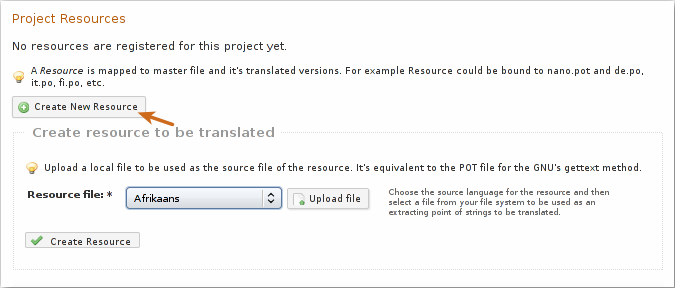 Project Resources
No resources are registered for this project yet.
A Resource is mapped to master file and it's translated versions. For example Resource could be bound to nano.pot and de.po,
it.po, fi.po, etc.
Create New Resource
Create resource to be translated
Upload a local file to be used as the source file of the resource. It's equivalent to the POT file for the GNU's gettext method.
Resource file: *
Afrikaans
Upload file
Choose the source language for the resource and then
select a file from your file system to be used as an
extracting point of strings to be translated.
Create Resource